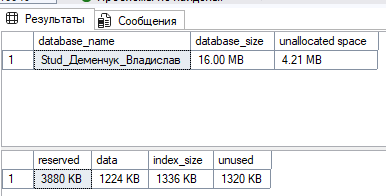 Результаты Сообщения
database_name database_size unallocated space
1 Stud_Деменчук_Владислав 16.00 MB 4.21 MB
reserved data index_size unused
1 3880 KB 1224 KB 1336 KB 1320 KB